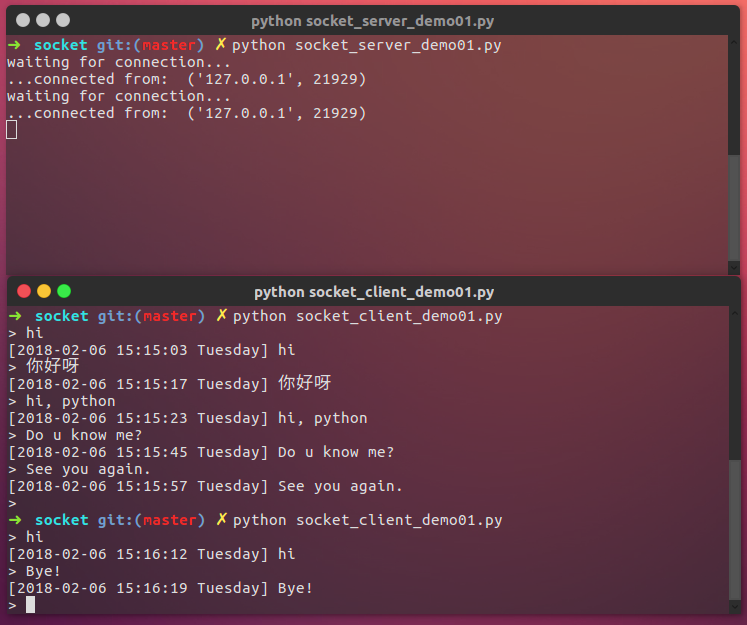 python socket_server_demo01.py
➜ socket git:(master) ✗ python socket_server_demo01.py
waiting for connection...
...connected from:  ('127.0.0.1', 21929)
waiting for connection...
...connected from:  ('127.0.0.1', 21929)
python socket_client_demo01.py
➜ socket git:(master) ✗ python socket_client_demo01.py
> hi
[2018-02-06 15:15:03 Tuesday] hi
> 你好呀
[2018-02-06 15:15:17 Tuesday] 你好呀
> hi, python
[2018-02-06 15:15:23 Tuesday] hi, python
> Do u know me?
[2018-02-06 15:15:45 Tuesday] Do u know me?
> See you again.
[2018-02-06 15:15:57 Tuesday] See you again.
>
➜ socket git:(master) ✗ python socket_client_demo01.py
> hi
[2018-02-06 15:16:12 Tuesday] hi
> Bye!
[2018-02-06 15:16:19 Tuesday] Bye!
>